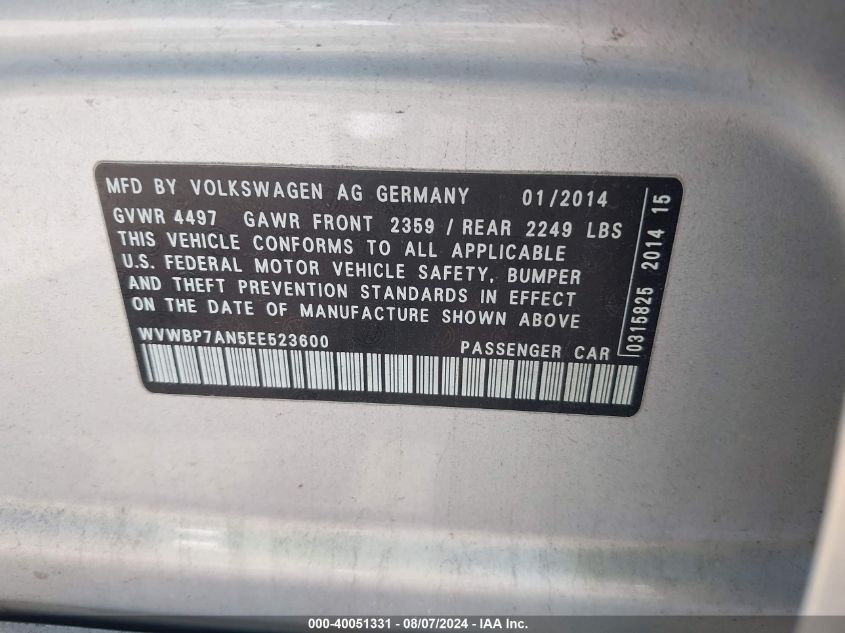 MFD BY VOLKSWAGEN AG GERMANY 01/2014
GVWR 4497 GAWR FRONT 2359 / REAR 2249 LBS
THIS VEHICLE CONFORMS TO ALL APPLICABLE
U.S. FEDERAL MOTOR VEHICLE SAFETY, BUMPER
AND THEFT PREVENTION STANDARDS IN EFFECT
ON THE DATE OF MANUFACTURE SHOWN ABOVE
WVWBP7AN5EE523600 PASSENGER CAR
0315825 2014 15
000-40051331 - 08/07/2024 - IAA Inc.